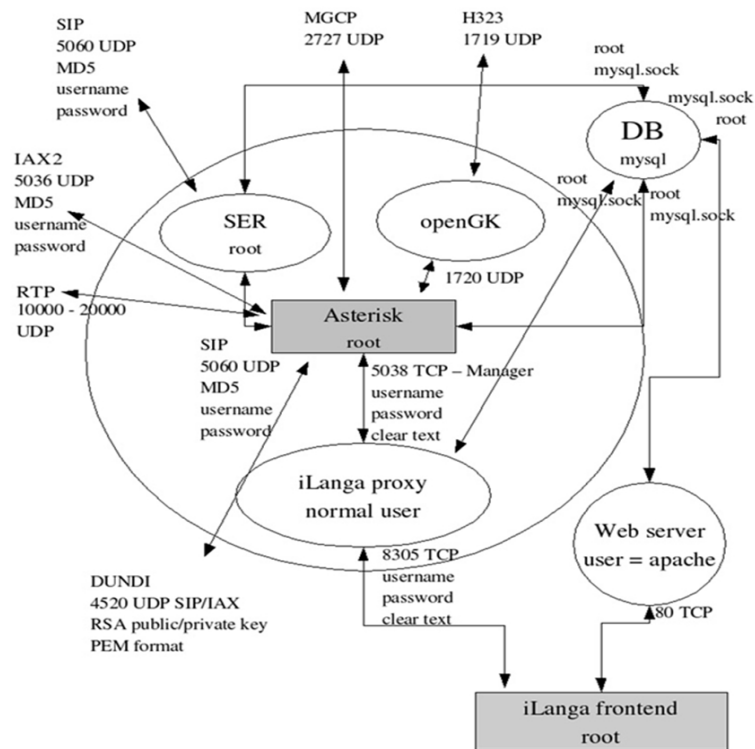 SIP
5060 UDP
MD5
username
password
MGCP
2727 UDP
H323
1719 UDP
root
mysql.sock
mysql.sock
root
DB
mysql
IAX2
5036 UDP
MD5
username
password
SER
root
openGK
root
mysql.sock
root
mysql.sock
1720 UDP
RTP
10000 - 20000
UDP
Asterisk
root
SIP
5060 UDP
MD5
username
password
5038 TCP – Manager
username
password
clear text
iLanga proxy
normal user
Web server
user = apache
8305 TCP
username
password
clear text
DUNDI
4520 UDP SIP/IAX
RSA public/private key
PEM format
80 TCP
iLanga frontend
root